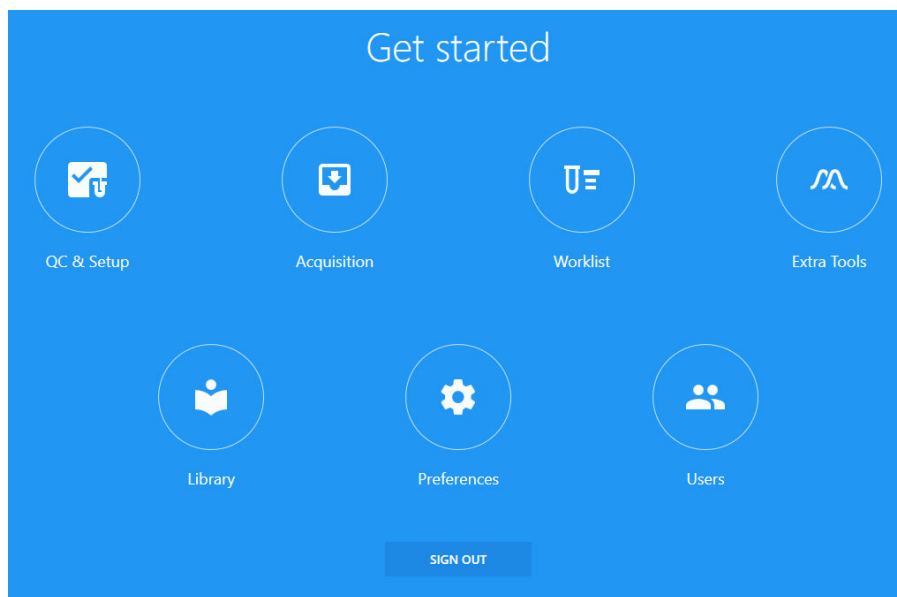 Get started
QC & Setup
Acquisition
Worklist
Extra Tools
Library
Preferences
Users
SIGN OUT